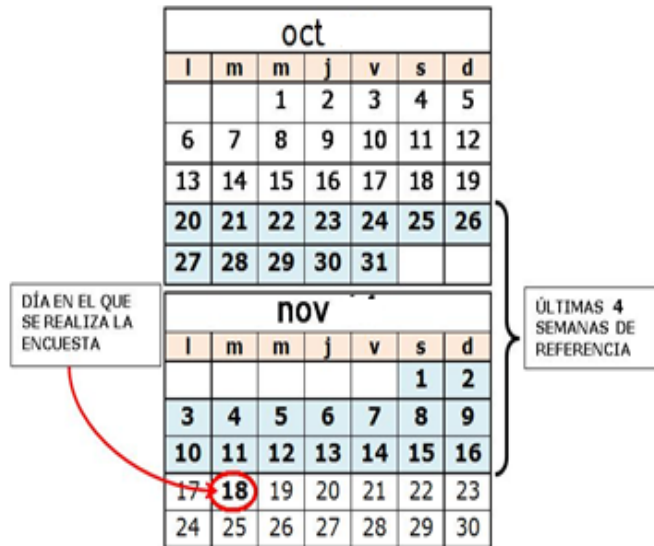 oct
l m m j v s d
1 2 3 4 5
6 7 8 9 10 11 12
13 14 15 16 17 18 19
20 21 22 23 24 25 26
27 28 29 30 31
DÍA EN EL QUE
SE REALIZA LA
ENCUESTA
nov
l m m j v s d
1 2
3 4 5 6 7 8 9
10 11 12 13 14 15 16
17 18 19 20 21 22 23
24 25 26 27 28 29 30
ÚLTIMAS 4
SEMANAS DE
REFERENCIA